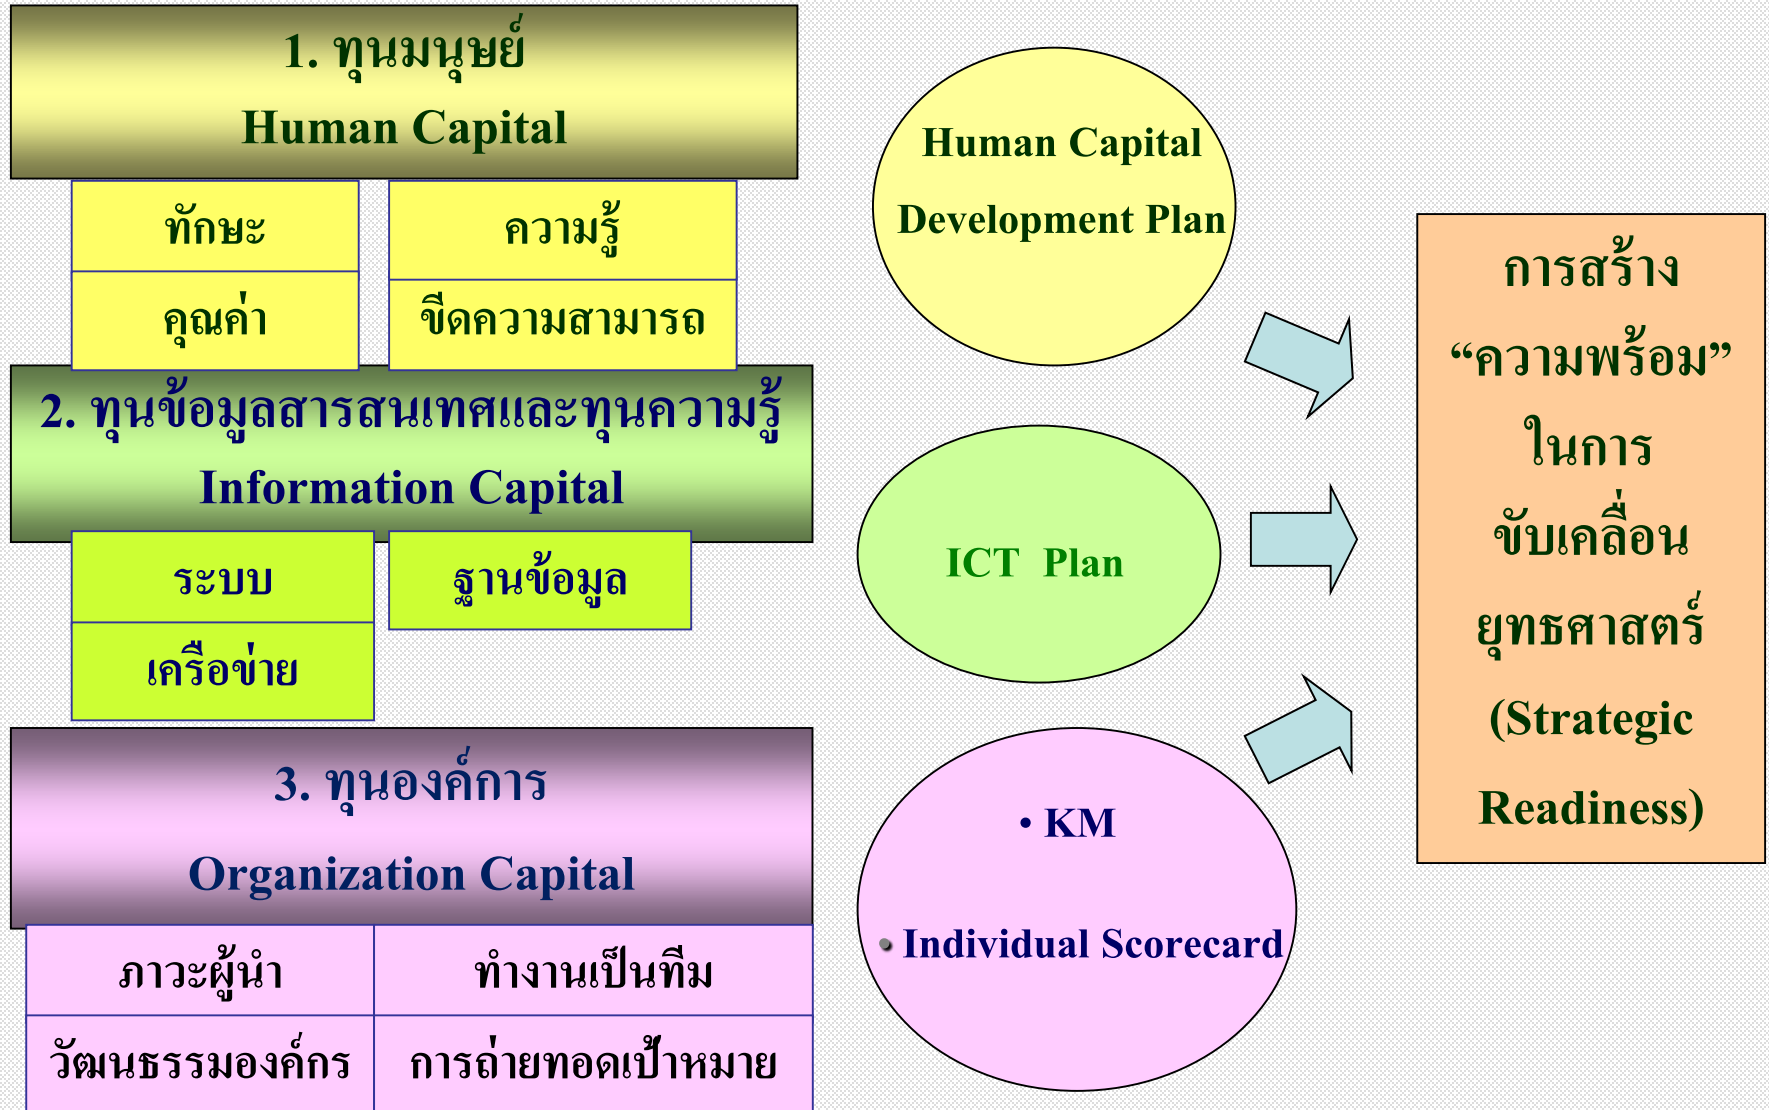 1. ทุนมนุษย์
Human Capital
ทักษะ
ความรู้
คุณค่า
ขีดความสามารถ
2. ทุนข้อมูลสารสนเทศและทุนความรู้
Information Capital
ระบบ
ฐานข้อมูล
เครือข่าย
3. ทุนองค์การ
Organization Capital
ภาวะผู้นำ
ทำงานเป็นทีม
วัฒนธรรมองค์กร
การถ่ายทอดเป้าหมาย
Human Capital
Development Plan
ICT Plan
• KM
• Individual Scorecard
การสร้าง
“ความพร้อม”
ในการ
ขับเคลื่อน
ยุทธศาสตร์
(Strategic
Readiness)